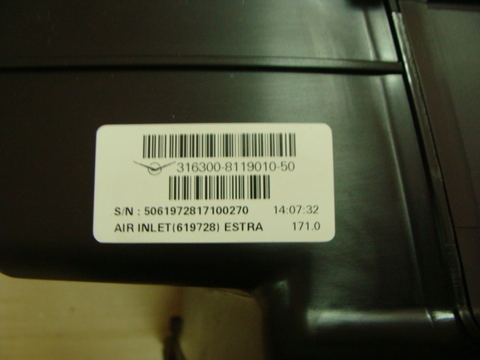 316300-8119010-50
S/N : 5061972817100270 14:07:32
AIR INLET(619728) ESTRA 171.0